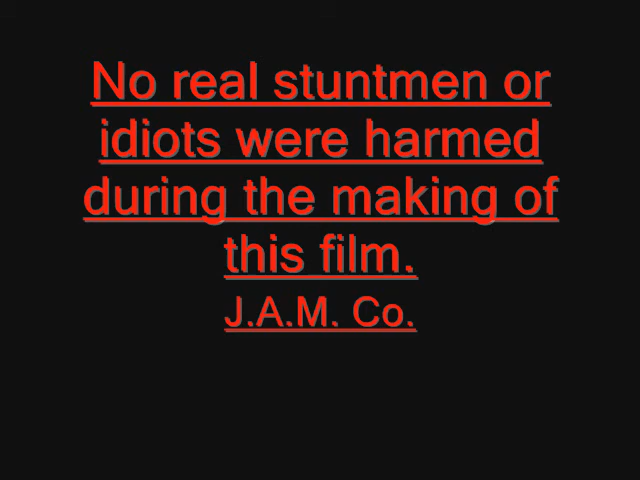 No real stuntmen or
idiots were harmed
during the making of
this film.
J.A.M. Co.